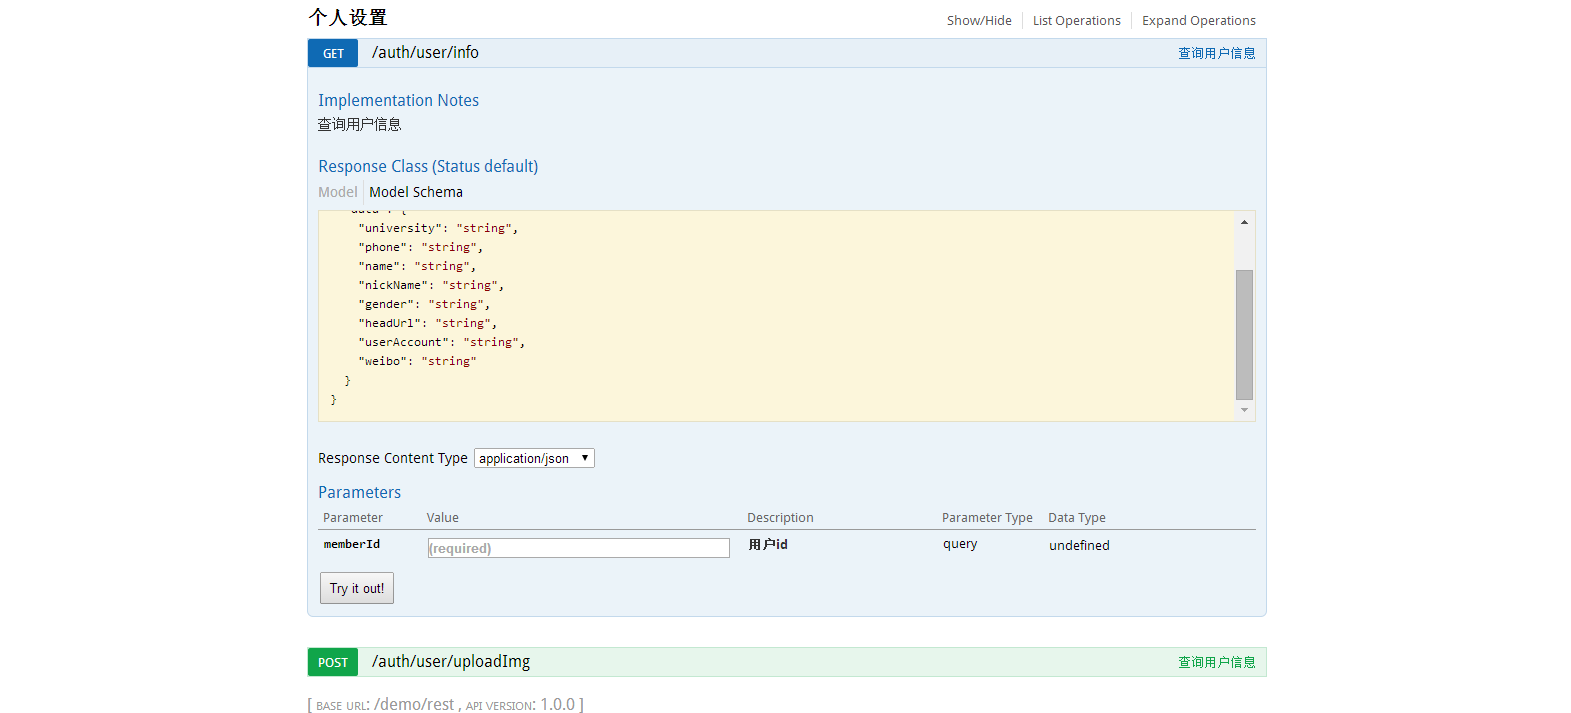 个人设置
Show/Hide List Operations Expand Operations
GET /auth/user/info 查询用户信息
Implementation Notes
查询用户信息
Response Class (Status default)
Model Model Schema
"data": {
"university": "string",
"phone": "string",
"name": "string",
"nickName": "string",
"gender": "string",
"headUrl": "string",
"userAccount": "string",
"weibo": "string"
}
}
Response Content Type application/json
Parameters
Parameter Value Description Parameter Type Data Type
memberId (required) 用户id query undefined
Try it out!
POST /auth/user/uploadImg 查询用户信息
[ BASE URL: /demo/rest , API VERSION: 1.0.0 ]